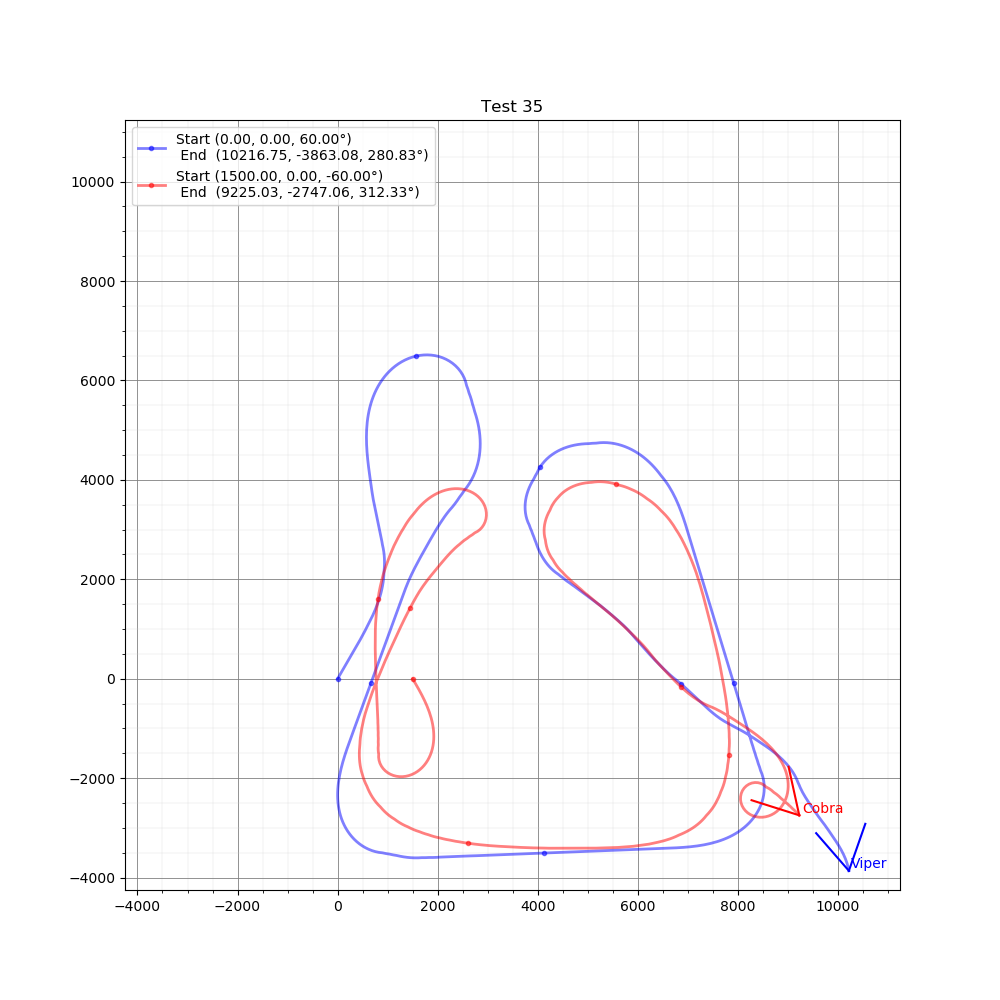 Test 35
Start (0.00, 0.00, 60.00°)
End (10216.75, -3863.08, 280.83°)
Start (1500.00, 0.00, -60.00°)
End (9225.03, -2747.06, 312.33°)
10000
8000
6000
4000
2000
0
−2000
−4000
Cobra
Viper
−4000 −2000 0 2000 4000 6000 8000 10000